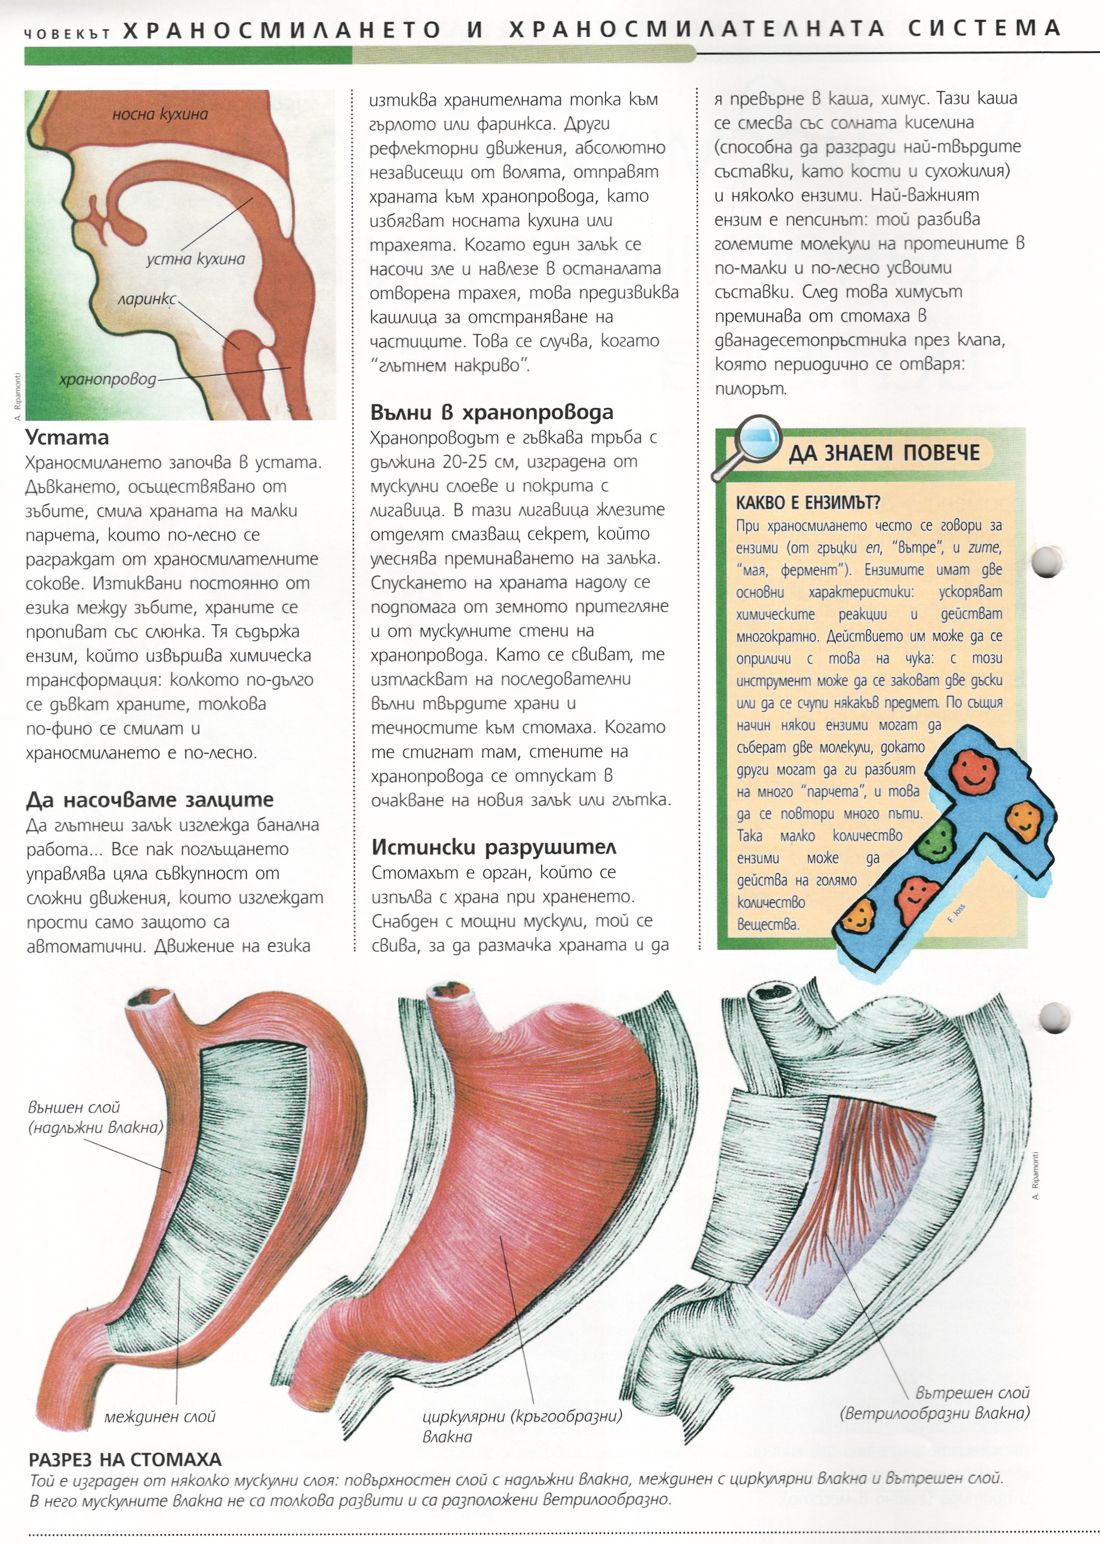 ЧОВЕКЪТ ХРАНОСМИЛАНЕТО И ХРАНОСМИЛАТЕЛНАТА СИСТЕМА
носна кухина
устна кухина
ларинкс
хранопровод
A. Ripamonti
Устата
Храносмилането започва в устата.
Дъвкането, осъществявано от
зъбите, смила храната на малки
парчета, които по-лесно се
раграждат от храносмилателните
сокове. Изтиквани постоянно от
езика между зъбите, храните се
пропиват със слюнка. Тя съдържа
ензим, който извършва химическа
трансформация: колкото по-дълго
се дъвкат храните, толкова
по-фино се смилат и
храносмилането е по-лесно.
Да насочваме залците
Да глътнеш залък изглежда банална
работа... Все пак поглъщането
управлява цяла съвкупност от
сложни движения, които изглеждат
прости само защото са
автоматични. Движение на езика
изтиква хранителната топка към
гърлото или фаринкса. Други
рефлекторни движения, абсолютно
независещи от волята, отправят
храната към хранопровода, като
избягват носната кухина или
трахеята. Когато един залък се
насочи зле и навлезе в останалата
отворена трахея, това предизвиква
кашлица за отстраняване на
частиците. Това се случва, когато
“глътнем накриво”.
Вълни в хранопровода
Хранопроводът е гъвкава тръба с
дължина 20-25 см, изградена от
мускулни слоеве и покрита с
лигавица. В тази лигавица жлезите
отделят смазващ секрет, който
улеснява преминаването на залъка.
Спускането на храната надолу се
подпомага от земното притегляне
и от мускулните стени на
хранопровода. Като се свиват, те
изтласкват на последователни
вълни твърдите храни и
течностите към стомаха. Когато
те стигнат там, стените на
хранопровода се отпускат в
очакване на новия залък или глътка.
Истински разрушител
Стомахът е орган, който се
изпълва с храна при храненето.
Снабден с мощни мускули, той се
свива, за да размачка храната и да
я превърне в каша, химус. Тази каша
се смесва със солната киселина
(способна да разгради най-твърдите
съставки, като кости и сухожилия)
и няколко ензими. Най-важният
ензим е пепсинът: той разбива
големите молекули на протеините в
по-малки и по-лесно усвоими
съставки. След това химусът
преминава от стомаха в
дванадесетопръстника през клапа,
която периодично се отваря:
пилорът.
ДА ЗНАЕМ ПОВЕЧЕ
КАКВО Е ЕНЗИМЪТ?
При храносмилането често се говори за
ензими (от гръцки en, “вътре”, и zume,
“мая, фермент”). Ензимите имат две
основни характеристики: ускоряват
химическите реакции и действат
многократно. Действието им може да се
оприличи с това на чука: с този
инструмент може да се заковат две дъски
или да се счупи някакъв предмет. По същия
начин някои ензими могат да
съберат две молекули, докато
други могат да ги разбият
на много “парчета”, и това
да се повтори много пъти.
Така малко количество
ензими може да
действа на голямо
количество
вещества.
F. Joss
външен слой
(надлъжни влакна)
междинен слой
циркулярни (кръгообразни)
влакна
вътрешен слой
(ветрилообразни влакна)
A. Ripamonti
РАЗРЕЗ НА СТОМАХА
Той е изграден от няколко мускулни слоя: повърхностен слой с надлъжни влакна, междинен с циркулярни влакна и вътрешен слой.
В него мускулните влакна не са толкова развити и са разположени ветрилообразно.